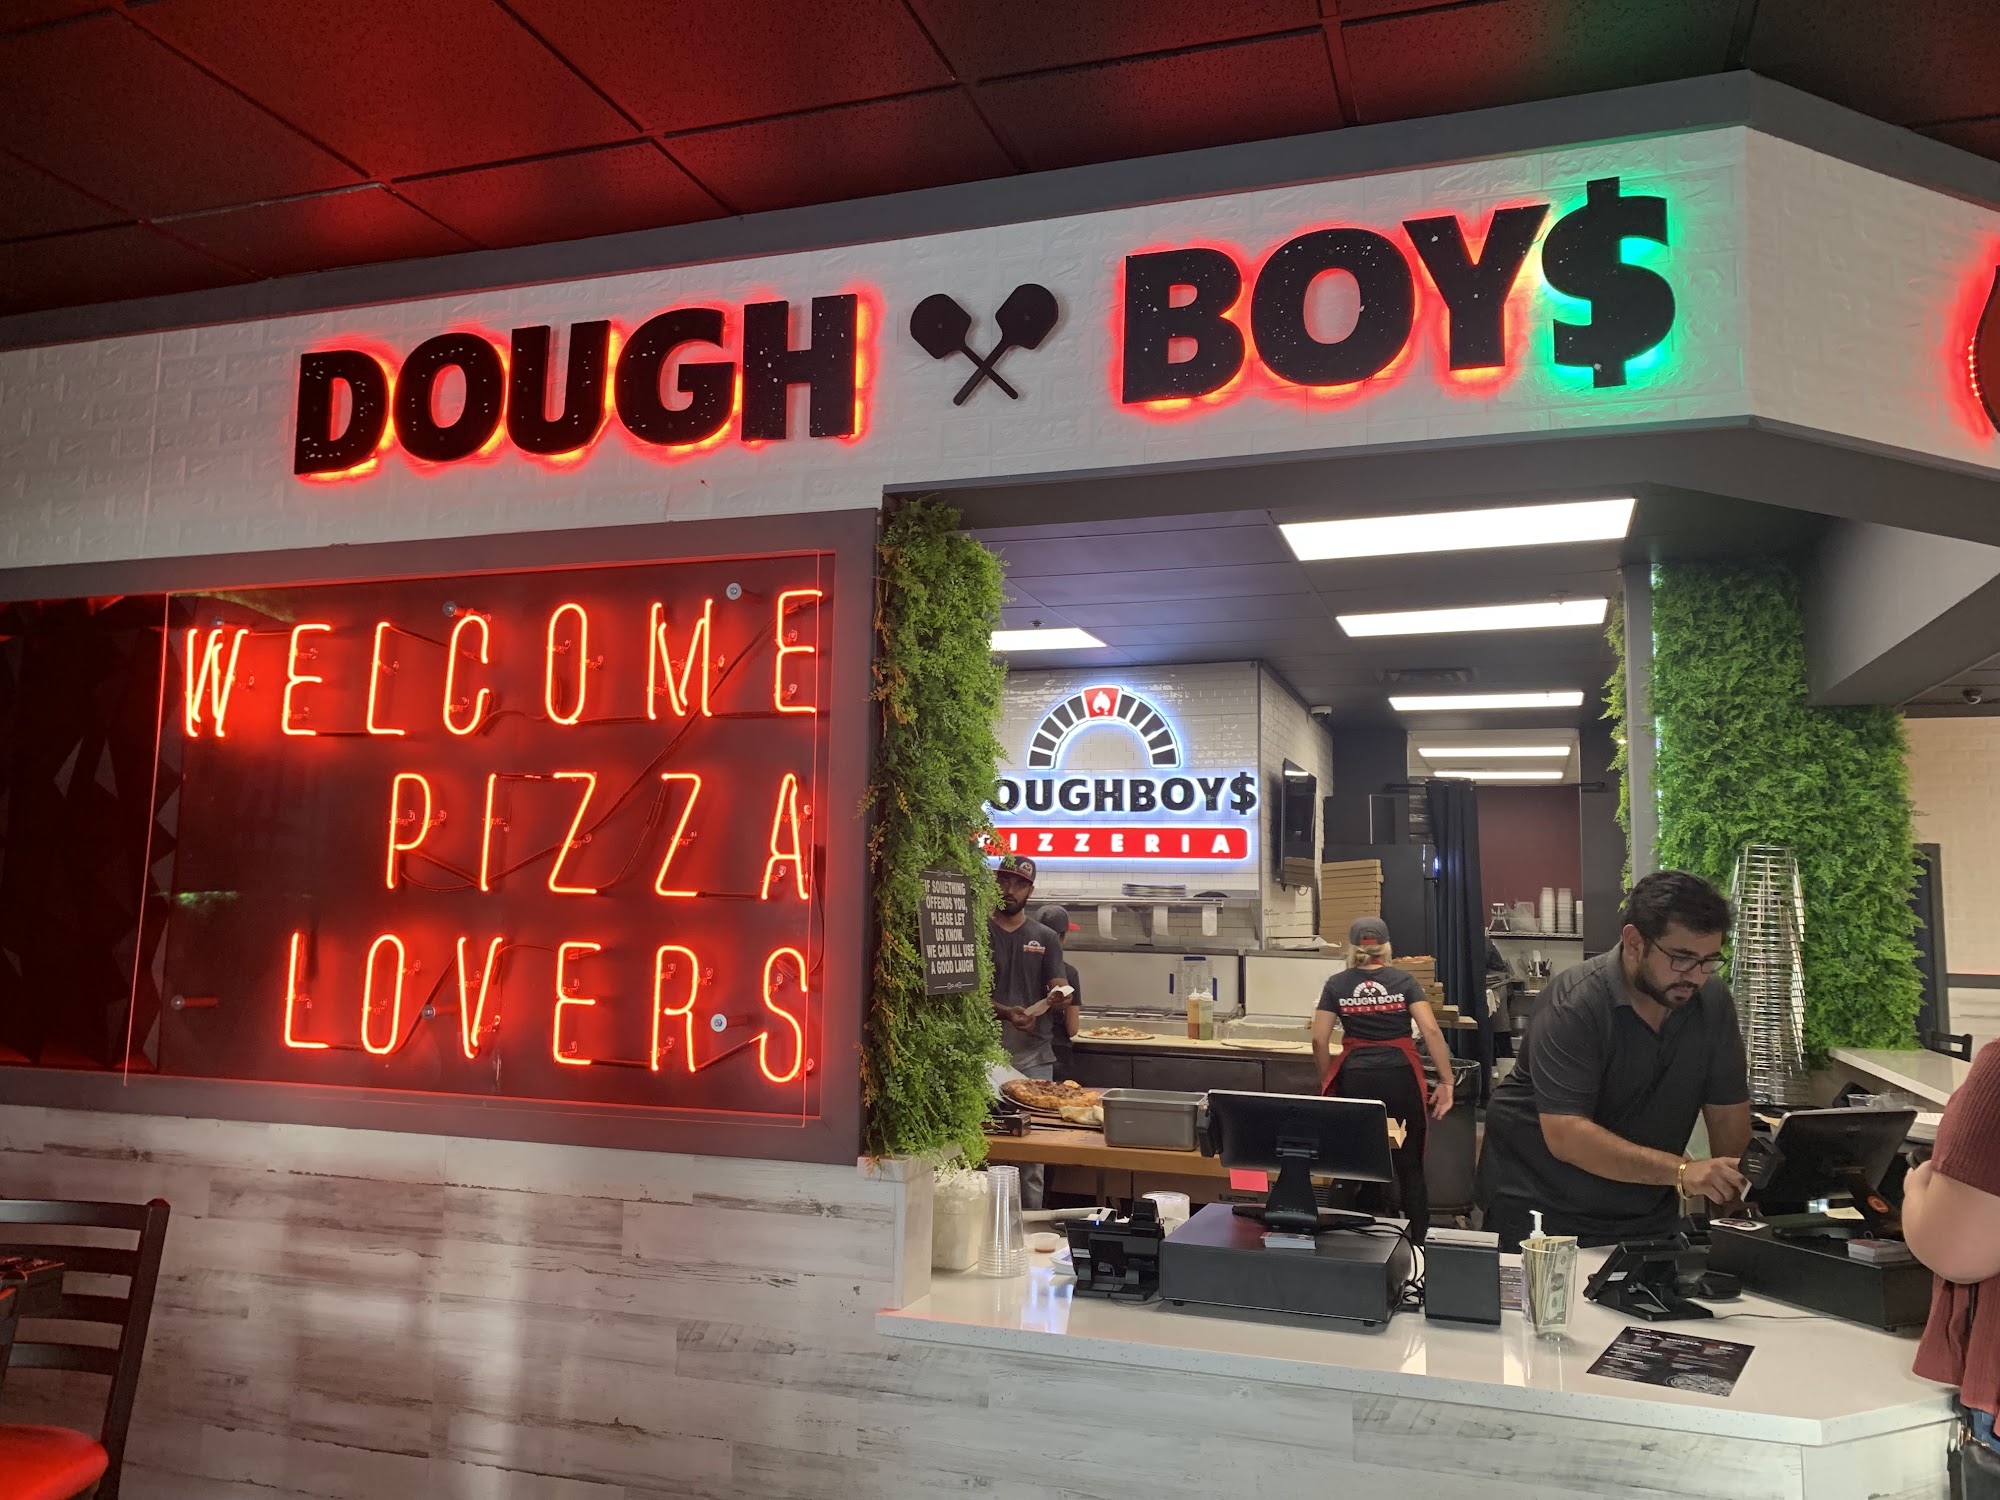 DOUGH BOY$
WELCOME
PIZZA
LOVERS
OUGHBOY$
IZZERIA
IF SOMETHING
OFFENDS YOU,
PLEASE LET
US KNOW.
WE CAN ALL USE
A GOOD LAUGH
DOUGH BOYS
PIZZERIA